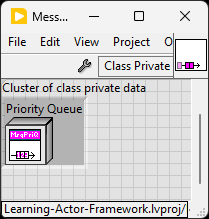 Mess...
File Edit View Project O
Class Private
Cluster of class private data
Priority Queue
MsgPriQ
Learning-Actor-Framework.lvproj/